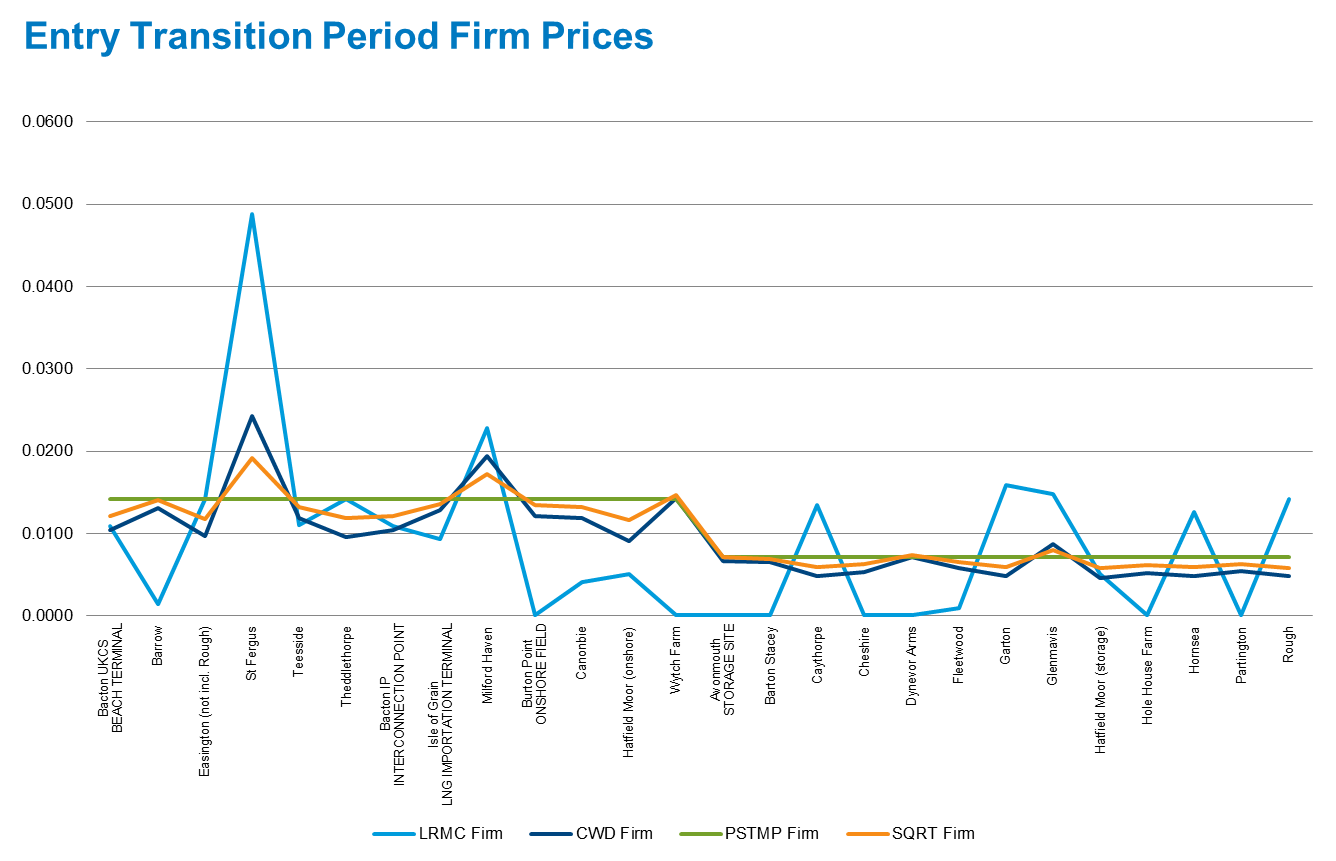 Entry Transition Period Firm Prices
0.0600
0.0500
0.0400
0.0300
0.0200
0.0100
0.0000
Bacton UKCS
BEACH TERMINAL
Barrow
Easington (not incl. Rough)
St Fergus
Teesside
Theddlethorpe
Bacton IP
INTERCONNECTION POINT
Isle of Grain
LNG IMPORTATION TERMINAL
Milford Haven
Burton Point
ONSHORE FIELD
Canonbie
Hatfield Moor (onshore)
Wytch Farm
Avonmouth
STORAGE SITE
Barton Stacey
Caythorpe
Cheshire
Dynevor Arms
Fleetwood
Garton
Glenmavis
Hatfield Moor (storage)
Hole House Farm
Hornsea
Partington
Rough
LRMC Firm
CWD Firm
PSTMP Firm
SQRT Firm